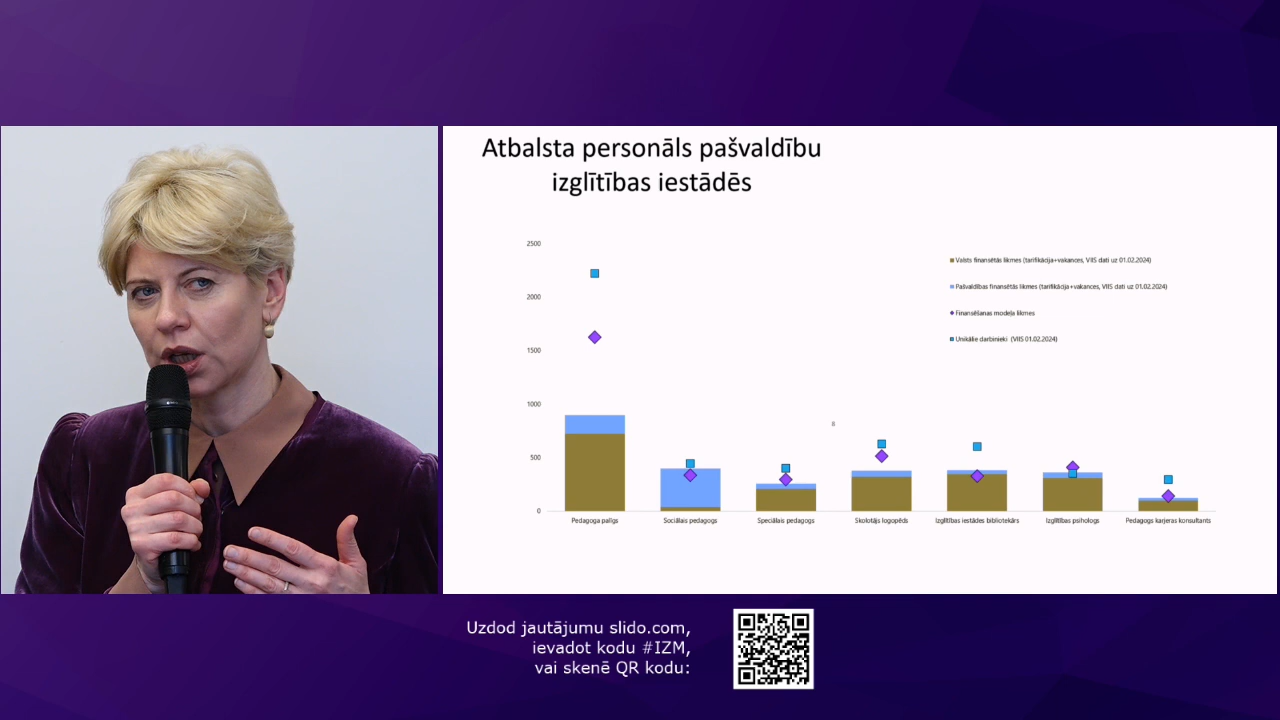 Atbalsta personāls pašvaldību
izglītības iestādēs
2500
2000
1500
1000
500
0
Valsts finansētās likmes (tarifikācija+vakances, VIIS dati uz 01.02.2024)
Pašvaldības finansētās likmes (tarifikācija+vakances, VIIS dati uz 01.02.2024)
Finansēšanas modeļa likmes
Unikālie darbinieki (VIIS 01.02.2024)
8
Pedagoga palīgs
Sociālais pedagogs
Speciālais pedagogs
Skolotājs logopēds
Izglītības iestādes bibliotekārs
Izglītības psihologs
Pedagogs karjeras konsultants
Uzdod jautājumu slido.com,
ievadot kodu #IZM,
vai skenē QR kodu: